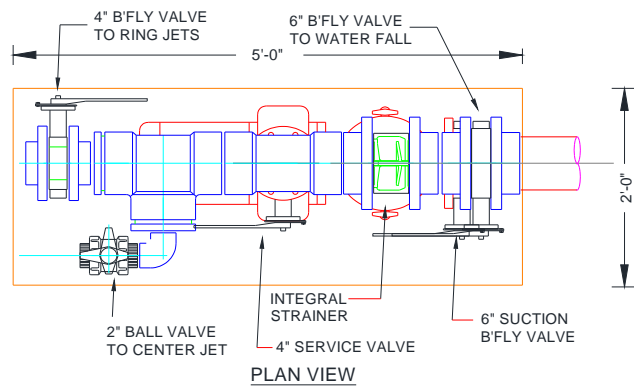 4" B'FLY VALVE
TO RING JETS
6" B'FLY VALVE
TO WATER FALL
5'-0"
2'-0"
2" BALL VALVE
TO CENTER JET
INTEGRAL
STRAINER
4" SERVICE VALVE
6" SUCTION
B'FLY VALVE
PLAN VIEW